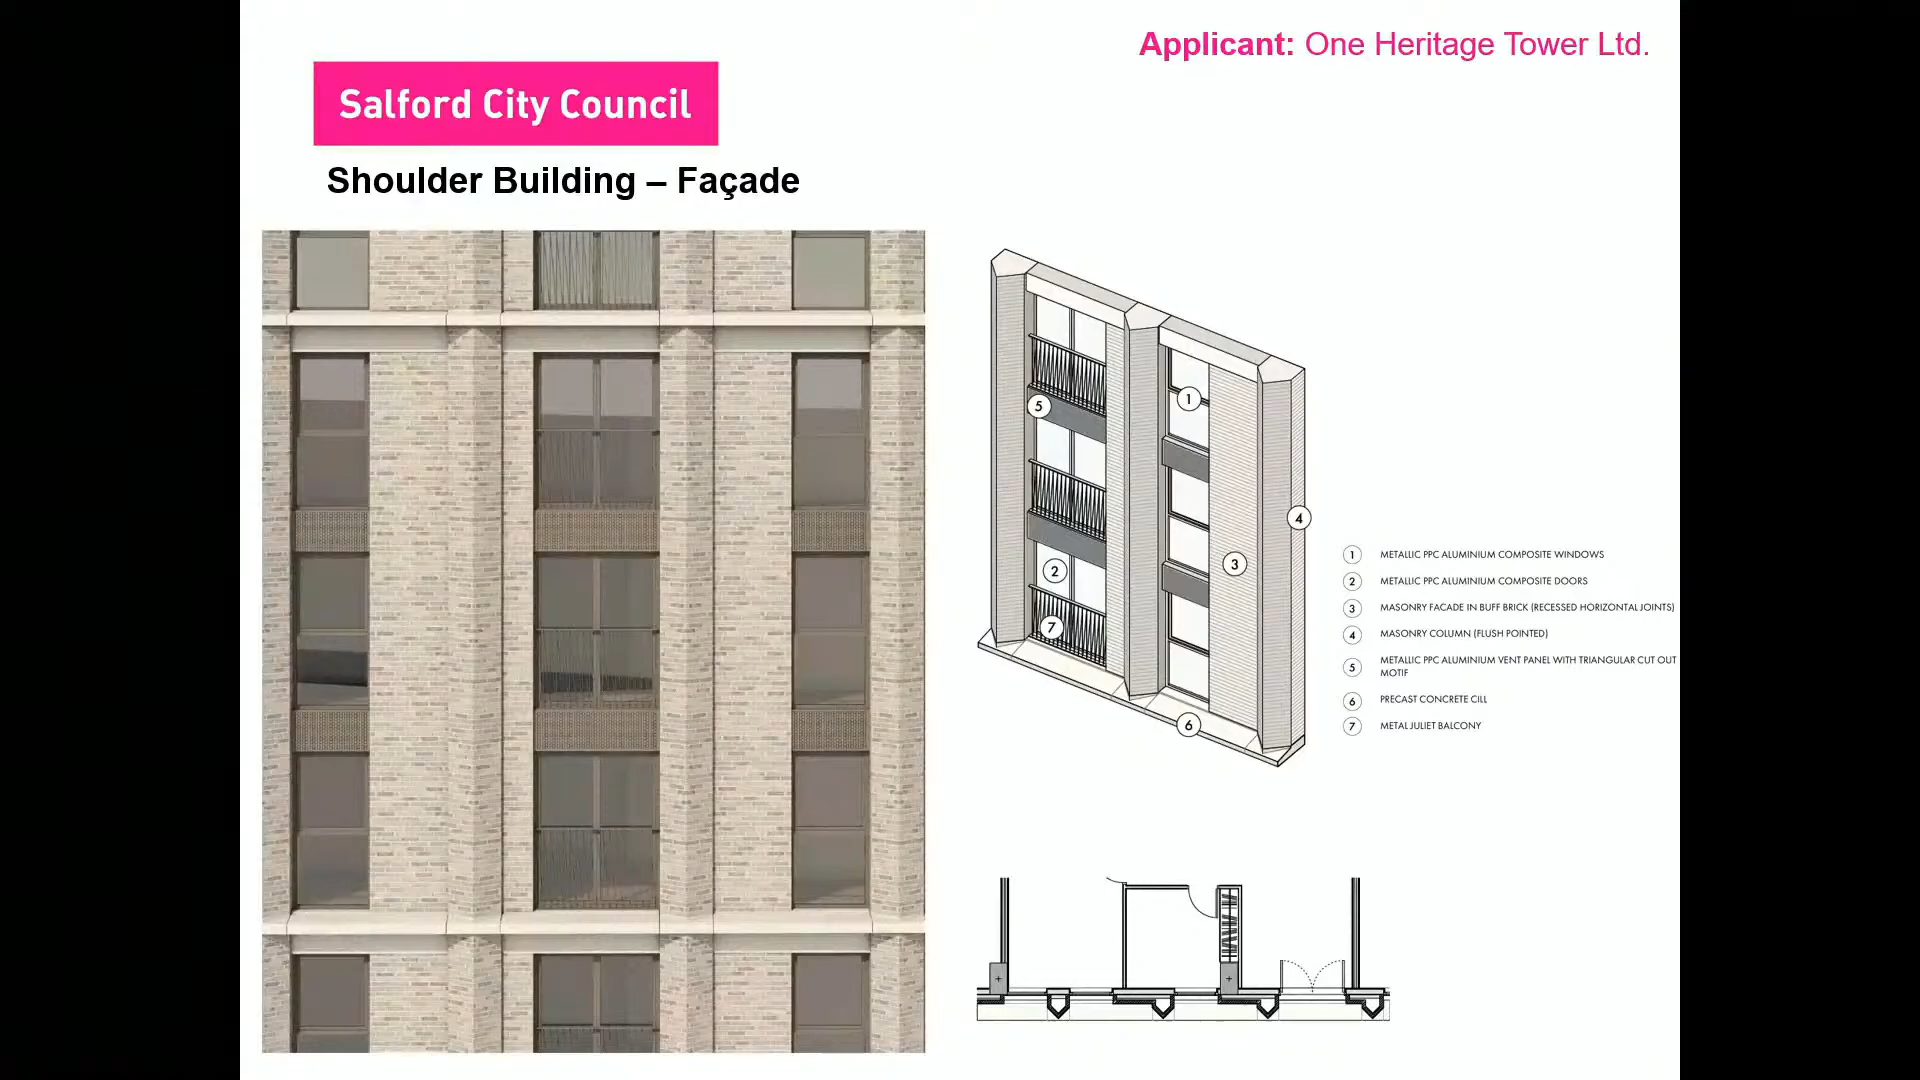 Applicant: One Heritage Tower Ltd.
Salford City Council
Shoulder Building – Façade
5
1
4
3
2
7
6
1 METALLIC PPC ALUMINIUM COMPOSITE WINDOWS
2 METALLIC PPC ALUMINIUM COMPOSITE DOORS
3 MASONRY FACADE IN BUFF BRICK (RECESSED HORIZONTAL JOINTS)
4 MASONRY COLUMN (FLUSH POINTED)
5 METALLIC PPC ALUMINIUM VENT PANEL WITH TRIANGULAR CUT OUT
MOTIF
6 PRECAST CONCRETE CILL
7 METAL JULIET BALCONY